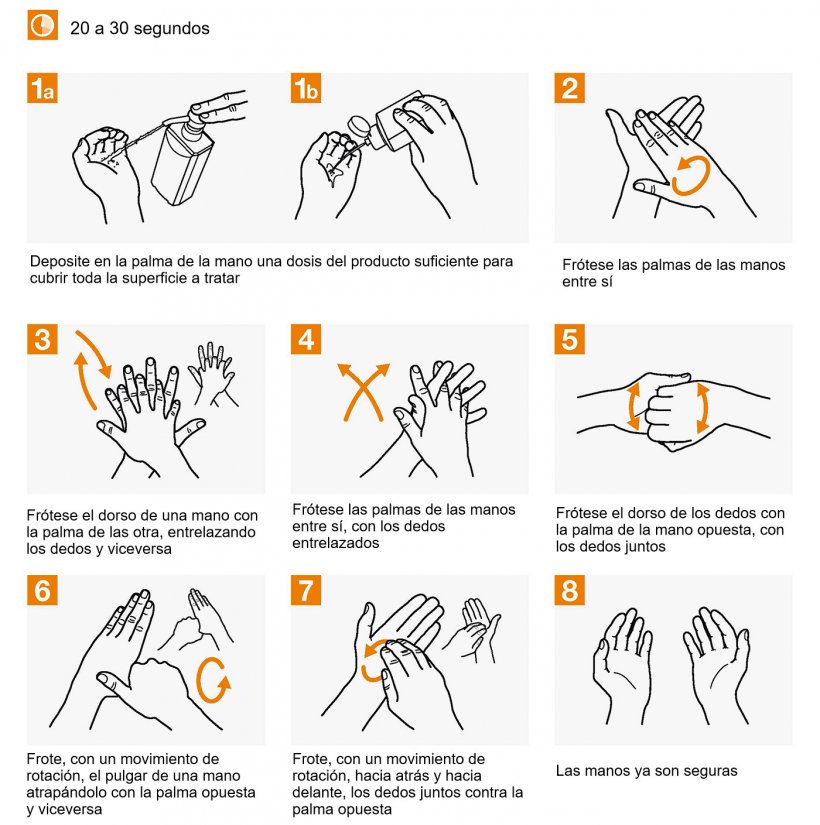 20 a 30 segundos
1a
1b
2
Deposite en la palma de la mano una dosis del producto suficiente para
cubrir toda la superficie a tratar
Frótese las palmas de las manos
entre sí
3
4
5
Frótese el dorso de una mano con
la palma de las otra, entrelazando
los dedos y viceversa
Frótese las palmas de las manos
entre sí, con los dedos
entrelazados
Frótese el dorso de los dedos con
la palma de la mano opuesta, con
los dedos juntos
6
7
8
Frote, con un movimiento de
rotación, el pulgar de una mano
atrapándolo con la palma opuesta
y viceversa
Frote, con un movimiento de
rotación, hacia atrás y hacia
delante, los dedos juntos contra la
palma opuesta
Las manos ya son seguras